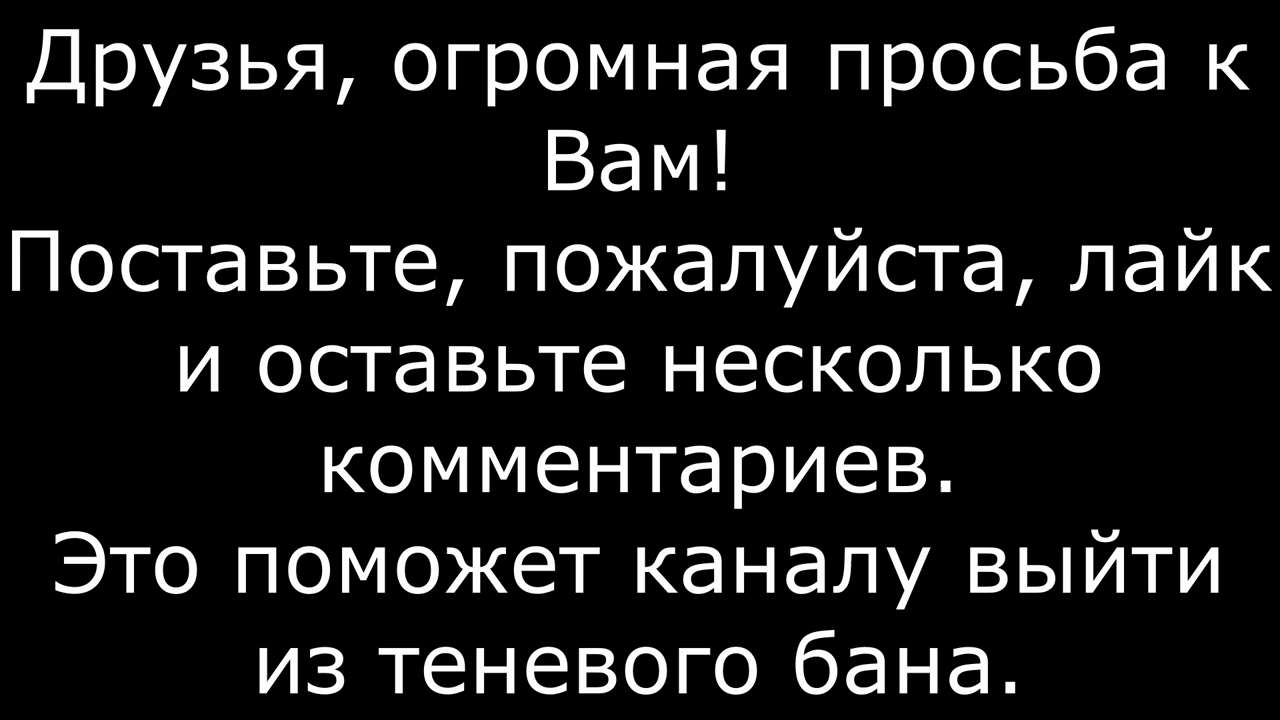 Друзья, огромная просьба к
Вам!
Поставьте, пожалуйста, лайк
и оставьте несколько
комментариев.
Это поможет каналу выйти
из теневого бана.